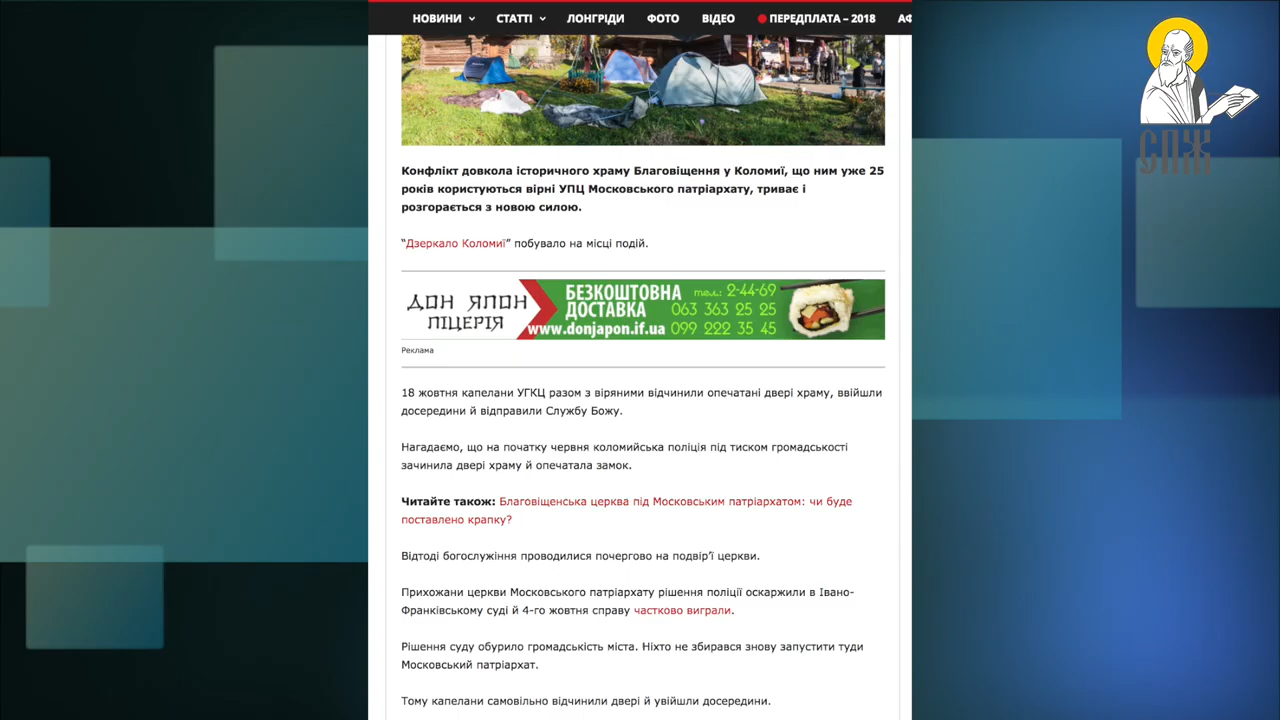 НОВИНИ СТАТТІ ЛОНГРІДИ ФОТО ВІДЕО ПЕРЕДПЛАТА – 2018 АФ
СПЖ
Конфлікт довкола історичного храму Благовіщення у Коломиї, що ним уже 25
років користуються вірні УПЦ Московського патріархату, триває і
розгорається з новою силою.
“Дзеркало Коломиї” побувало на місці подій.
ДОН ЯПОН
ПІЦЕРІЯ
БЕЗКОШТОВНА
ДОСТАВКА
www.donjapon.if.ua
тел.: 2-44-69
063 363 25 25
099 222 35 45
Реклама
18 жовтня капелани УГКЦ разом з віряними відчинили опечатані двері храму, ввійшли
досередини й відправили Службу Божу.
Нагадаємо, що на початку червня коломийська поліція під тиском громадськості
зачинила двері храму й опечатала замок.
Читайте також: Благовіщенська церква під Московським патріархатом: чи буде
поставлено крапку?
Відтоді богослужіння проводилися почергово на подвір’ї церкви.
Прихожани церкви Московського патріархату рішення поліції оскаржили в Івано-
Франківському суді й 4-го жовтня справу частково виграли.
Рішення суду обурило громадськість міста. Ніхто не збирався знову запустити туди
Московський патріархат.
Тому капелани самовільно відчинили двері й увійшли досередини.